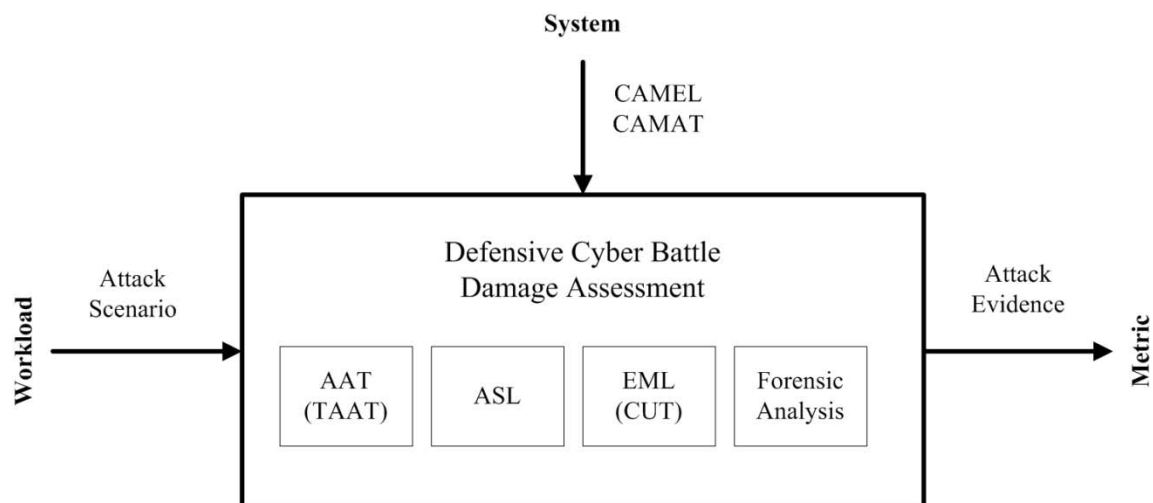 System
CAMEL
CAMAT
Defensive Cyber Battle
Damage Assessment
Workload
Attack
Scenario
AAT
(TAAT)
ASL
EML
(CUT)
Forensic
Analysis
Attack
Evidence
Metric